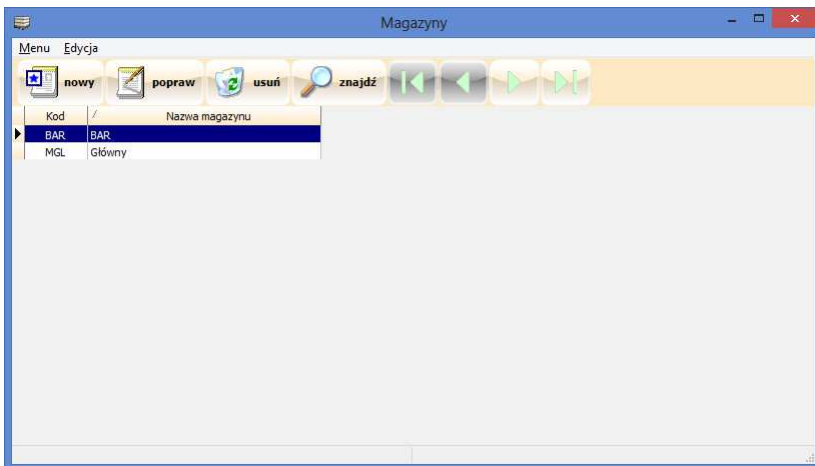 Magazyny
Menu Edycja
nowy popraw usuń znajdź
Kod Nazwa magazynu
BAR BAR
MGL Główny